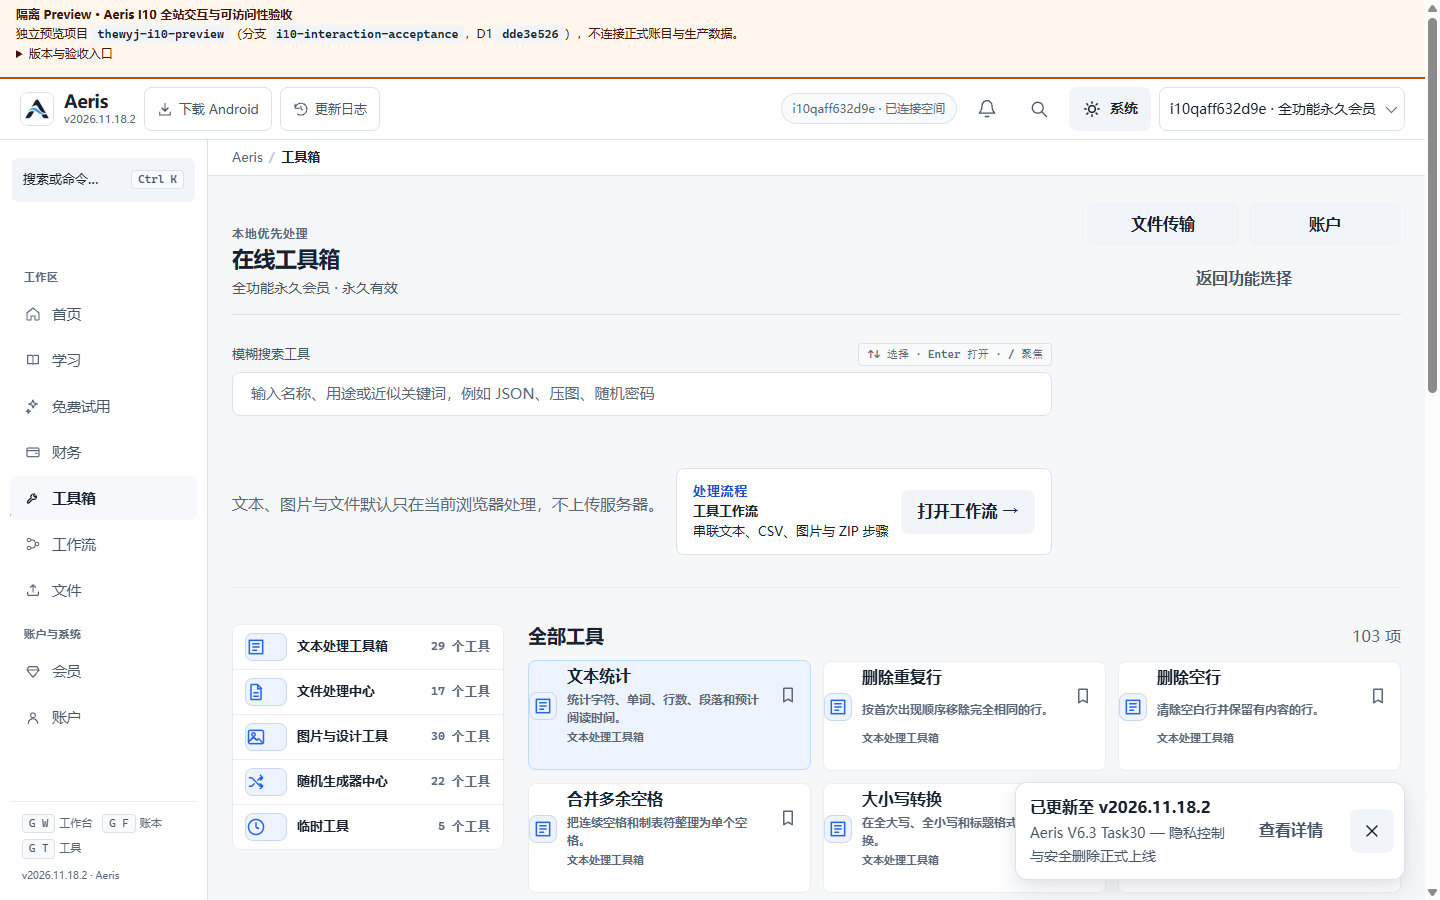 隔离 Preview • Aeris I10 全站交互与可访问性验收
独立预览项目 thewyj-i10-preview （分支 i10-interaction-acceptance ，D1 dde3e526 ），不连接正式账目与生产数据。
▶ 版本与验收入口
Aeris
v2026.11.18.2
下载 Android
更新日志
i10qaff632d9e · 已连接空间
系统
i10qaff632d9e · 全功能永久会员
搜索或命令...
Ctrl K
Aeris / 工具箱
工作区
首页
学习
免费试用
财务
工具箱
工作流
文件
账户与系统
会员
账户
G W 工作台 G F 账本
G T 工具
v2026.11.18.2 · Aeris
本地优先处理
在线工具箱
全功能永久会员 · 永久有效
文件传输
账户
返回功能选择
模糊搜索工具
↑↓ 选择 · Enter 打开 · / 聚焦
输入名称、用途或近似关键词，例如 JSON、压图、随机密码
文本、图片与文件默认只在当前浏览器处理，不上传服务器。
处理流程
工具工作流
串联文本、CSV、图片与 ZIP 步骤
打开工作流 →
文本处理工具箱 29 个工具
文件处理中心 17 个工具
图片与设计工具 30 个工具
随机生成器中心 22 个工具
临时工具 5 个工具
全部工具
103 项
文本统计
统计字符、单词、行数、段落和预计
阅读时间。
文本处理工具箱
删除重复行
按首次出现顺序移除完全相同的行。
文本处理工具箱
删除空行
清除空白行并保留有内容的行。
文本处理工具箱
合并多余空格
把连续空格和制表符整理为单个空
格。
文本处理工具箱
大小写转换
在全大写、全小写和标题格式
换。
文本处理工具箱
已更新至 v2026.11.18.2
Aeris V6.3 Task30 — 隐私控制
与安全删除正式上线
查看详情